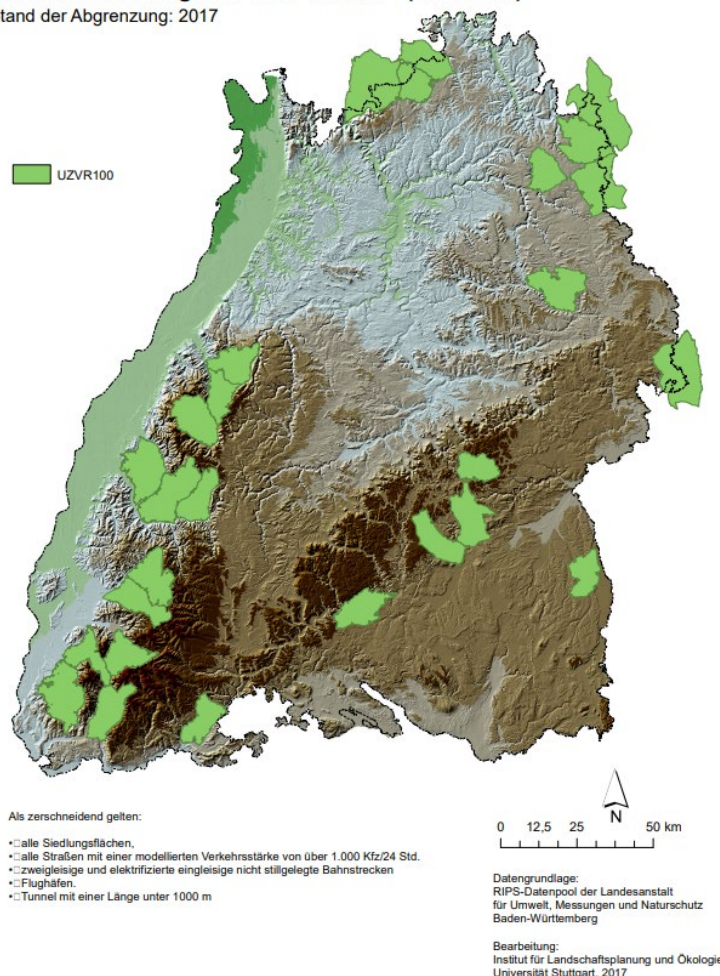 tand der Abgrenzung: 2017
UZVR100
Als zerschneidend gelten:
•□alle Siedlungsflächen,
•□alle Straßen mit einer modellierten Verkehrsstärke von über 1.000 Kfz/24 Std.
•□zweigleisige und elektrifizierte eingleisige nicht stillgelegte Bahnstrecken
•□Flughäfen.
•□Tunnel mit einer Länge unter 1000 m
N
0 12,5 25 50 km
Datengrundlage:
RIPS-Datenpool der Landesanstalt
für Umwelt, Messungen und Naturschutz
Baden-Württemberg
Bearbeitung:
Institut für Landschaftsplanung und Ökologie
Universität Stuttgart, 2017